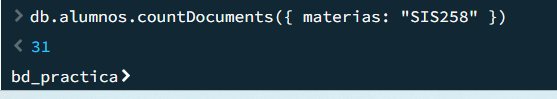 > db.alumnos.countDocuments({ materias: "SIS258" })
< 31
bd_practica>